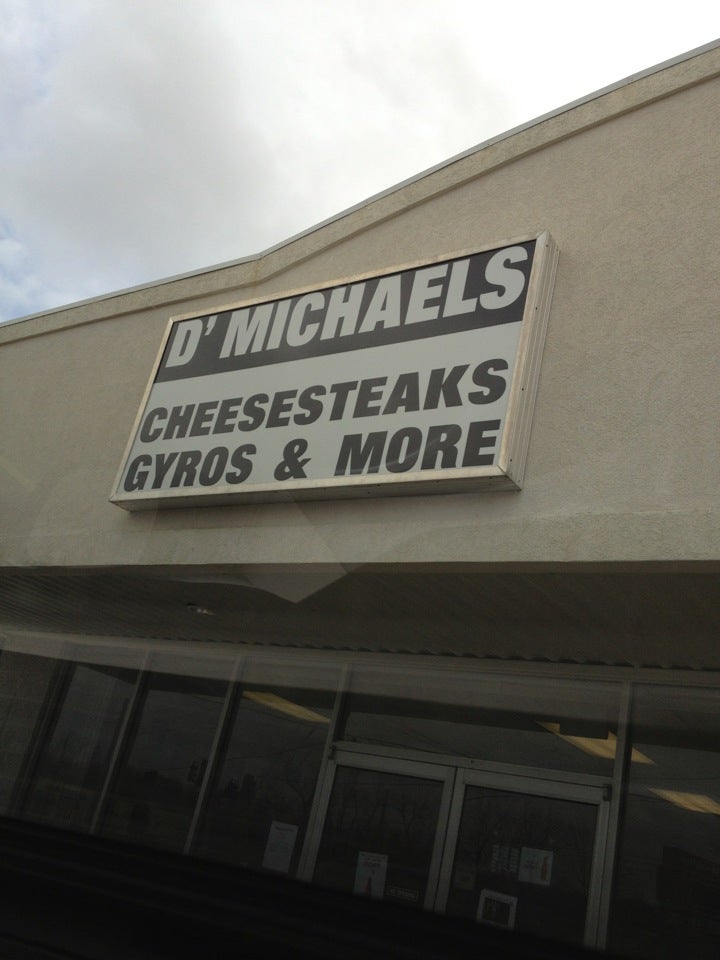 D' MICHAELS
CHEESESTEAKS
GYROS & MORE